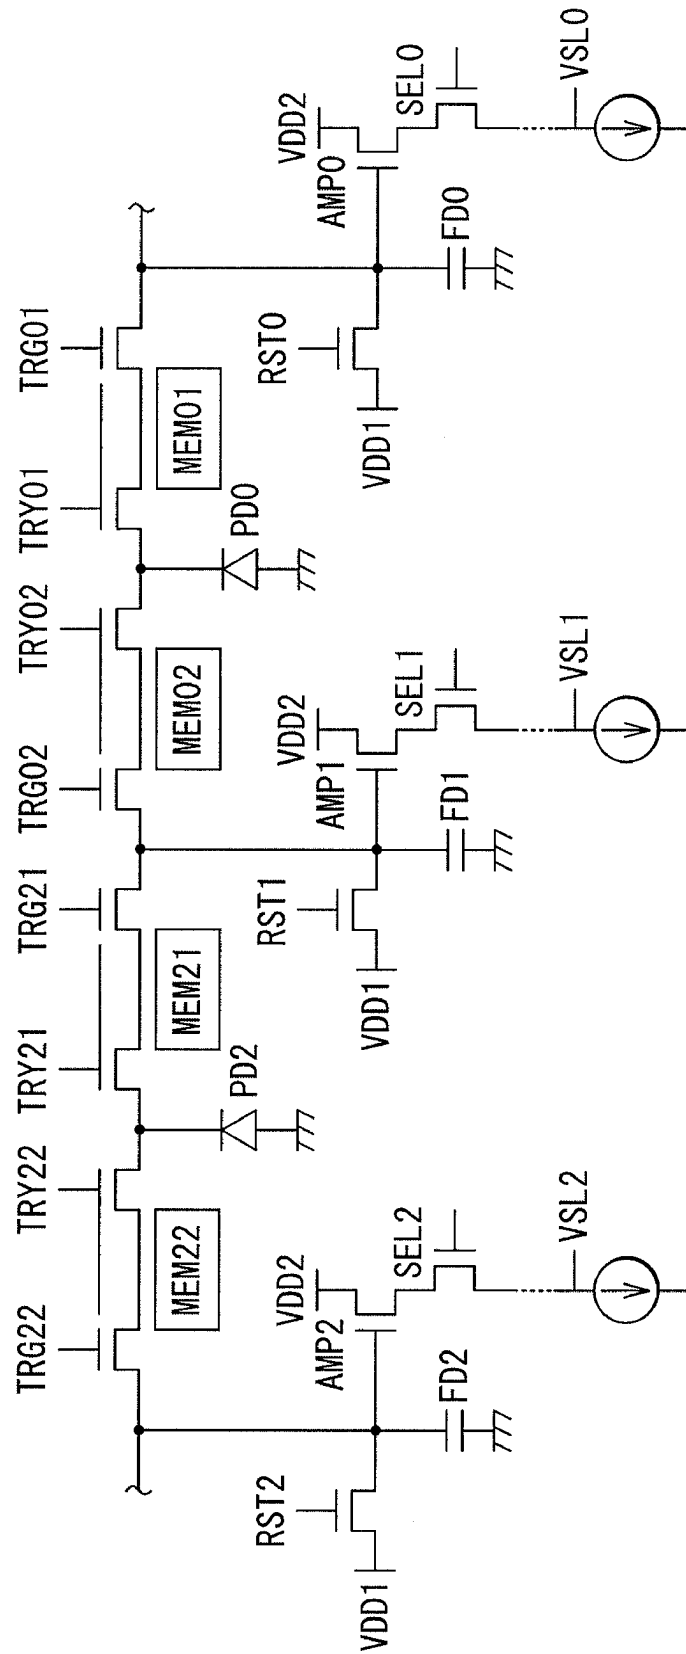 TRG22
TRY22
TRY21
TRG21
TRG02
TRY02
TRY01
TRG01
MEM22
MEM21
MEM02
MEM01
PD2
PD0
RST2
VDD1
VDD2
AMP2
SEL2
FD2
VSL2
RST1
VDD1
VDD2
AMP1
SEL1
FD1
VSL1
RST0
VDD1
VDD2
AMP0
SEL0
FD0
VSL0